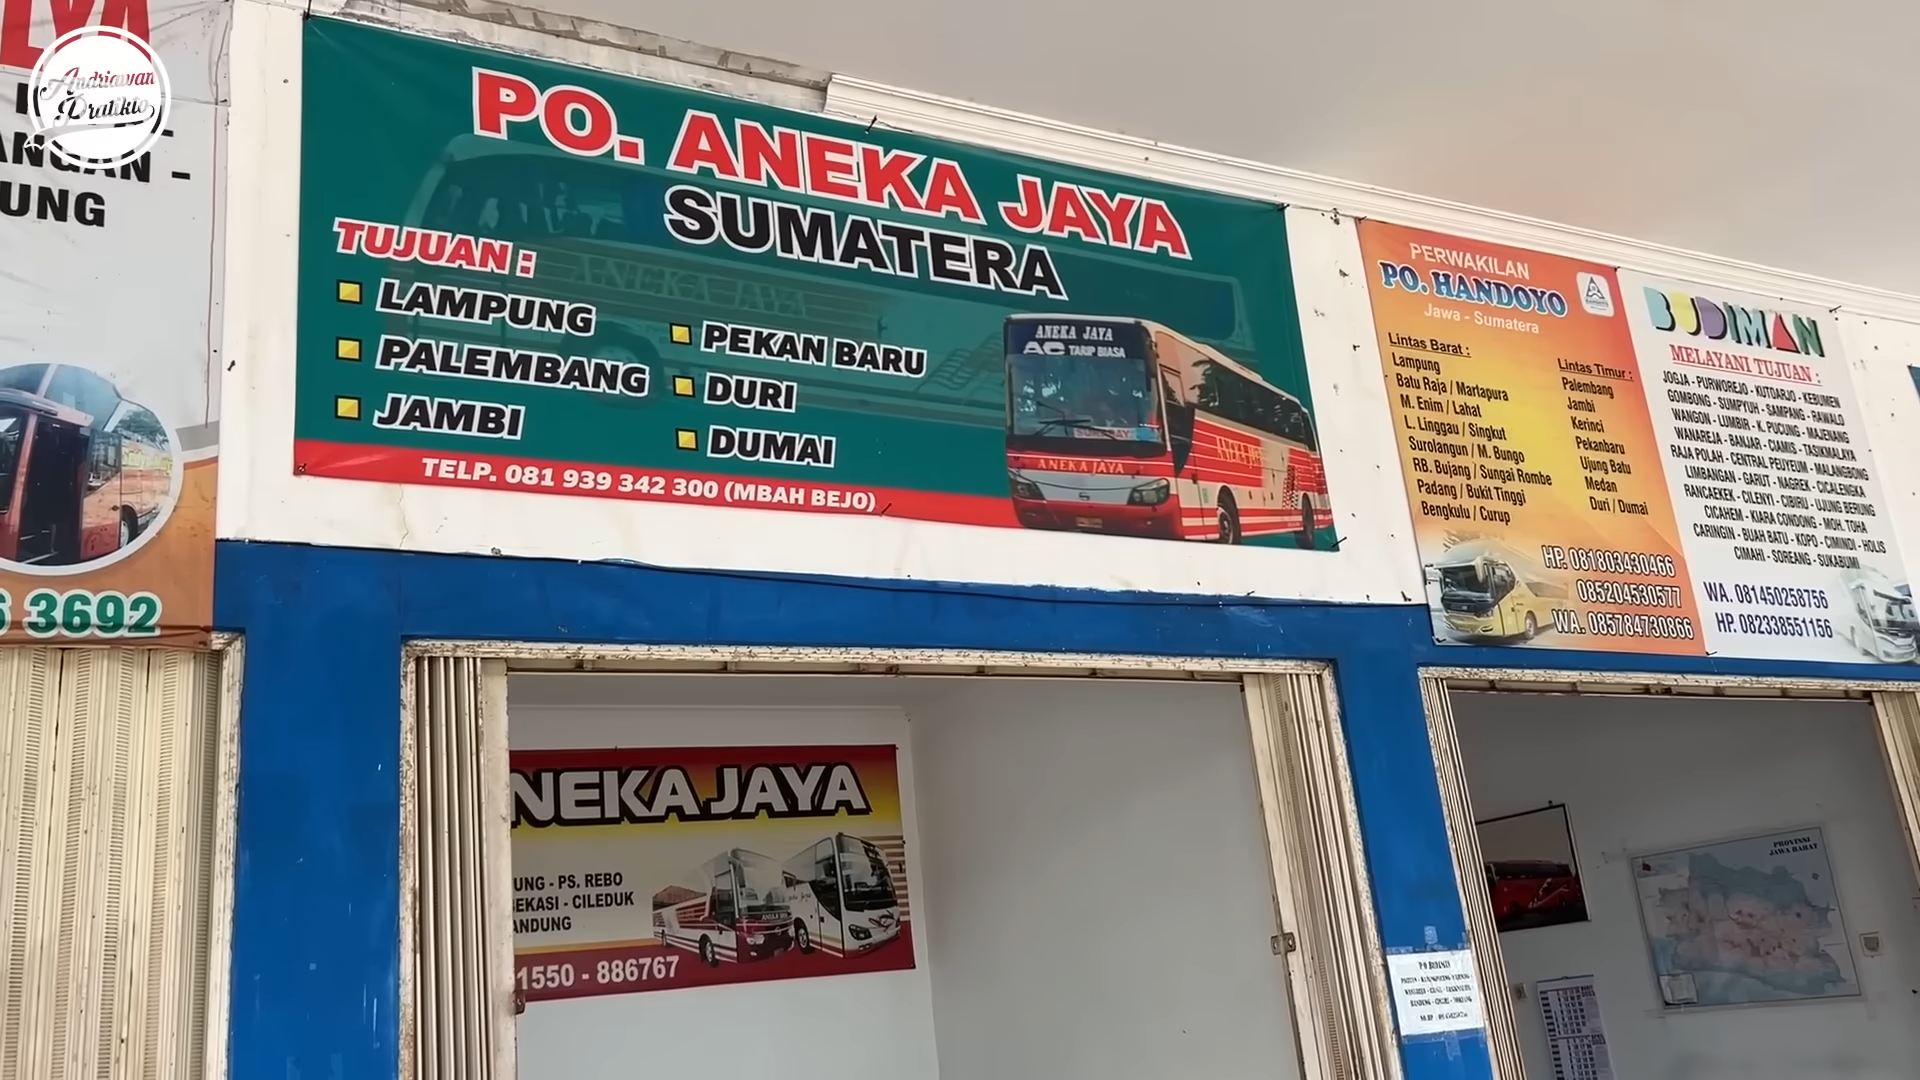 LYA
Andriawan
Pratikto
ANGAN -
UNG
3692
PO. ANEKA JAYA
SUMATERA
TUJUAN :
LAMPUNG
PALEMBANG
JAMBI
PEKAN BARU
DURI
DUMAI
TELP. 081 939 342 300 (MBAH BEJO)
ANEKA JAYA
AC TARIP BIASA
ANEKA JAYA
PERWAKILAN
PO. HANDOYO
Jawa - Sumatera
Lintas Barat :
Lampung
Batu Raja / Martapura
M. Enim / Lahat
L. Linggau / Singkut
Surolangun / M. Bungo
RB. Bujang / Sungai Rombe
Padang / Bukit Tinggi
Bengkulu / Curup
Lintas Timur :
Palembang
Jambi
Kerinci
Pekanbaru
Ujung Batu
Medan
Duri / Dumai
HP. 081803430466
085204530577
WA. 085784730866
BUDIMAN
MELAYANI TUJUAN :
JOGJA - PURWOREJO - KUTOARJO - KEBUMEN
GOMBONG - SUMPYUH - SAMPANG - RAWALO
WANGON - LUMBIR - K. PUCUNG - MAJENANG
WANAREJA - BANJAR - CIAMIS - TASIKMALAYA
RAJA POLAH - CENTRAL PEUYEUM - MALANGBONG
LIMBANGAN - GARUT - NAGREK - CICALENGKA
RANCAEKEK - CILENYI - CIBIRU - UJUNG BERUNG
CICAHEM - KIARA CONDONG - MOH. TOHA
CARINGIN - BUAH BATU - KOPO - CIMINDI - HOLIS
CIMAHI - SOREANG - SUKABUMI
WA. 081450258756
HP. 082338551156
NEKA JAYA
UNG - PS. REBO
BEKASI - CILEDUK
ANDUNG
1550 - 886767
PROVINSI
JAWA BARAT